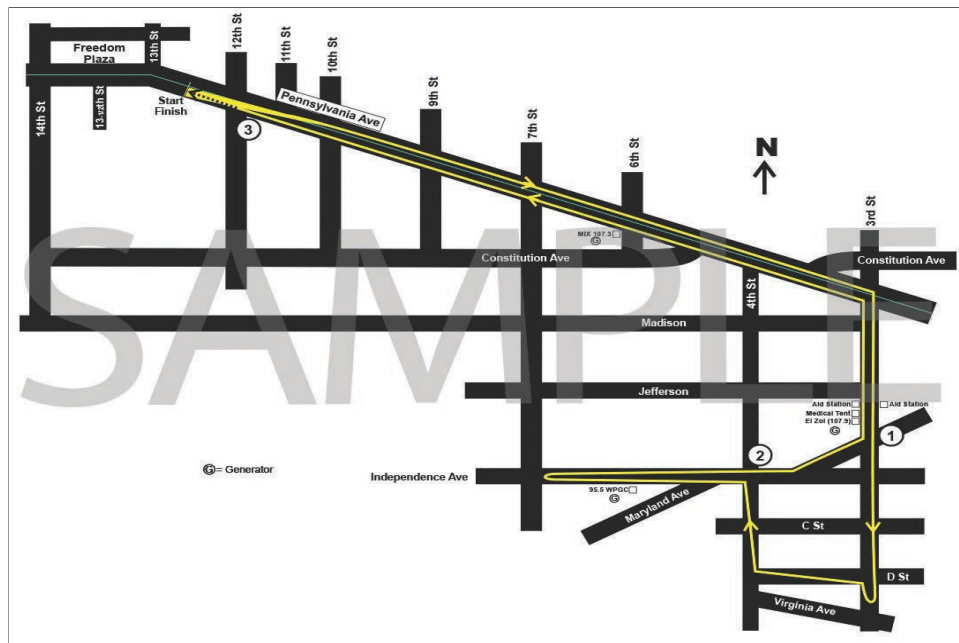 12th St
11th St
10th St
13th St
Freedom
Plaza
9th St
13-1/2th St
14th St
Start
Finish
Pennsylvania Ave
3
7th St
6th St
N
3rd St
MIX 107.3
G
Constitution Ave
Constitution Ave
4th St
SAMPLE
Madison
Jefferson
Aid Station
Aid Station
Medical Tent
El Zol (107.9)
G
1
2
G = Generator
Independence Ave
95.5 WPGC
G
Maryland Ave
C St
D St
Virginia Ave